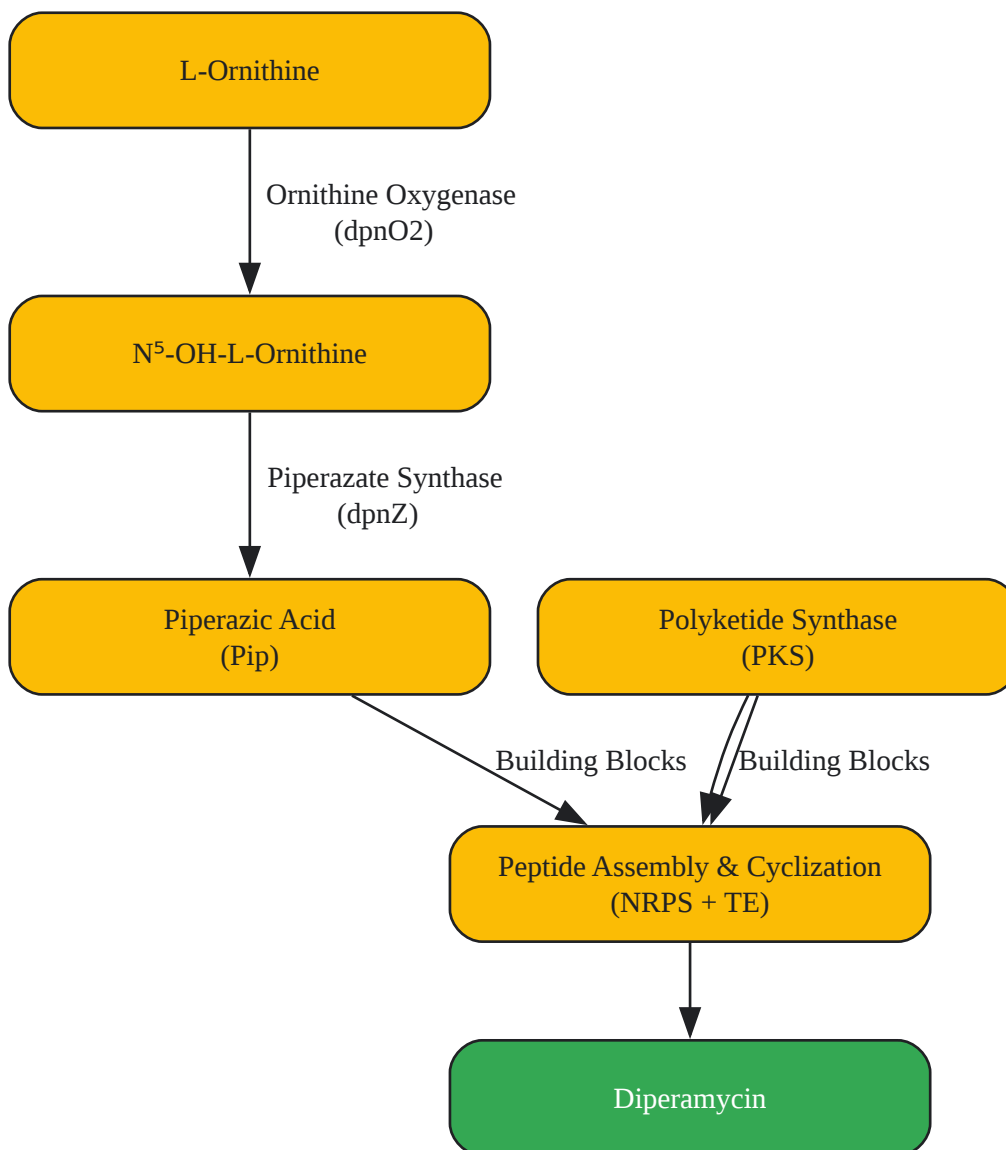 L-Ornithine
Ornithine Oxygenase
(dpnO2)
N⁵-OH-L-Ornithine
Piperazate Synthase
(dpnZ)
Piperazic Acid
(Pip)
Polyketide Synthase
(PKS)
Building Blocks
Building Blocks
Peptide Assembly & Cyclization
(NRPS + TE)
Diperamycin